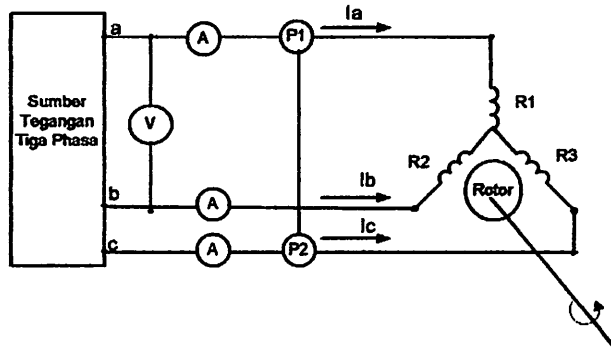 Ia
a
A
P1
Sumber
Tegangan
Tiga Phasa
V
R1
R2
R3
Rotor
b
A
Ib
c
A
P2
Ic